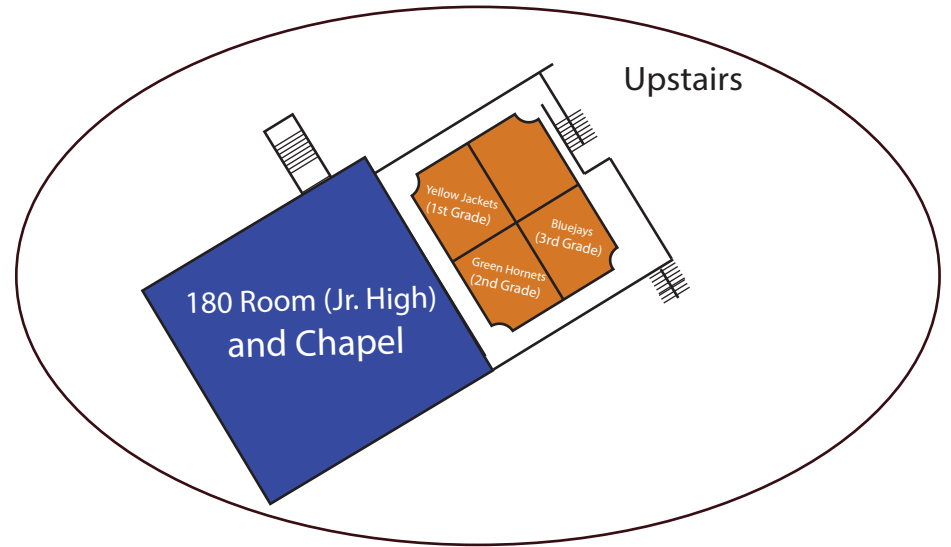 Upstairs
Yellow Jackets
(1st Grade)
Bluejays
(3rd Grade)
Green Hornets
(2nd Grade)
180 Room (Jr. High)
and Chapel